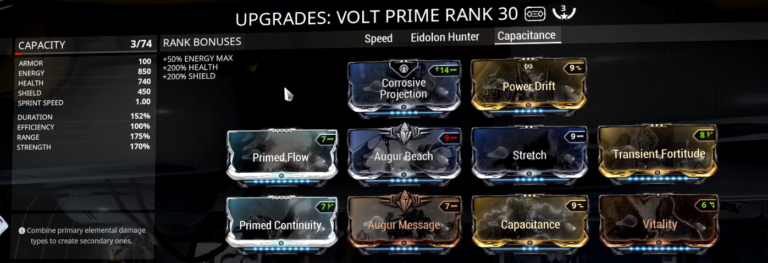 UPGRADES: VOLT PRIME RANK 30
3
CAPACITY 3/74
RANK BONUSES
Speed Eidolon Hunter Capacitance
+50% ENERGY MAX
+200% HEALTH
+200% SHIELD
ARMOR 100
ENERGY 850
HEALTH 740
SHIELD 450
SPRINT SPEED 1.00
DURATION 152%
EFFICIENCY 100%
RANGE 175%
STRENGTH 170%
14
Corrosive
Projection
9
Power Drift
7
Primed Flow
9
Augur Reach
9
Stretch
8
Transient Fortitude
7
Primed Continuity
7
Augur Message
9
Capacitance
6
Vitality
Combine primary elemental damage
types to create secondary ones.